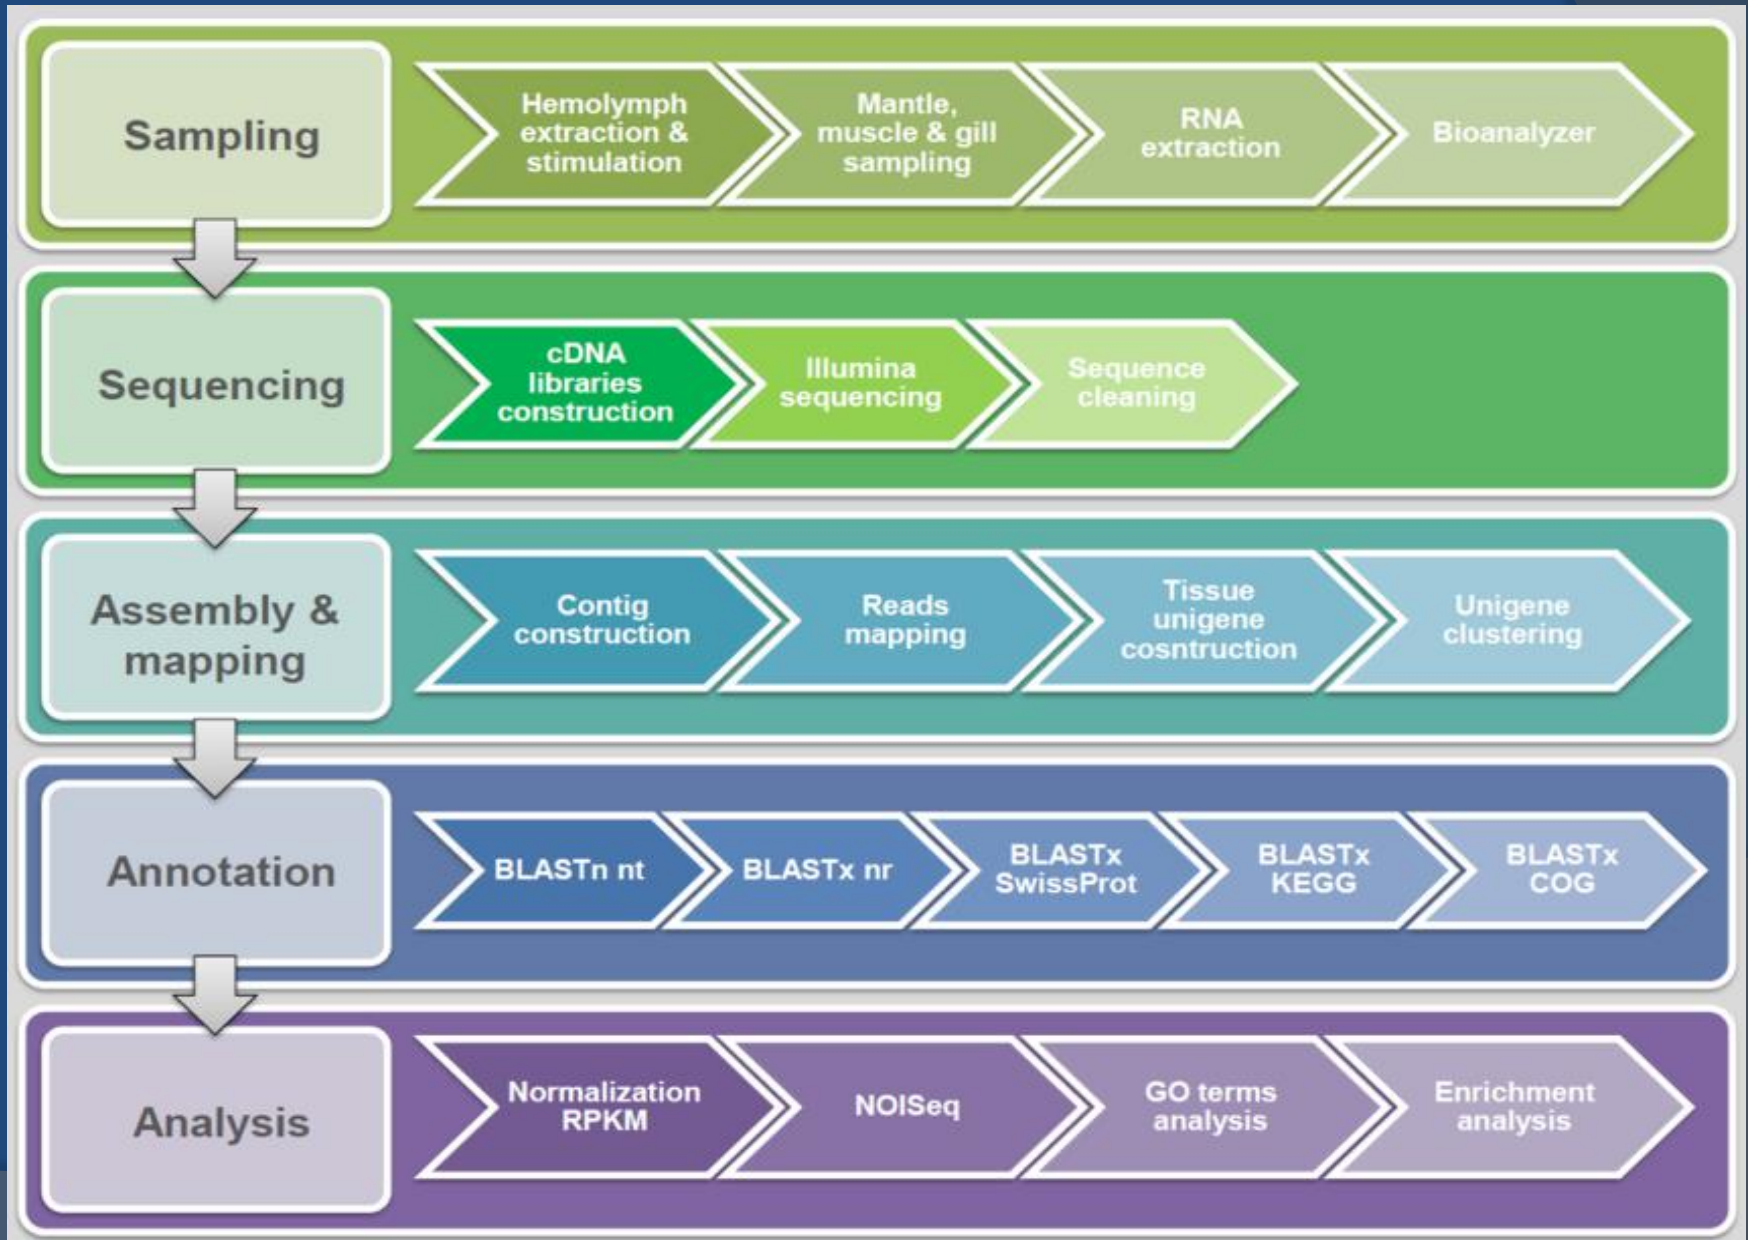 Sampling
Hemolymph
extraction &
stimulation
Mantle,
muscle & gill
sampling
RNA
extraction
Bioanalyzer
Sequencing
cDNA
libraries
construction
Illumina
sequencing
Sequence
cleaning
Assembly &
mapping
Contig
construction
Reads
mapping
Tissue
unigene
cosntruction
Unigene
clustering
Annotation
BLASTn nt
BLASTx nr
BLASTx
SwissProt
BLASTx
KEGG
BLASTx
COG
Analysis
Normalization
RPKM
NOISeq
GO terms
analysis
Enrichment
analysis